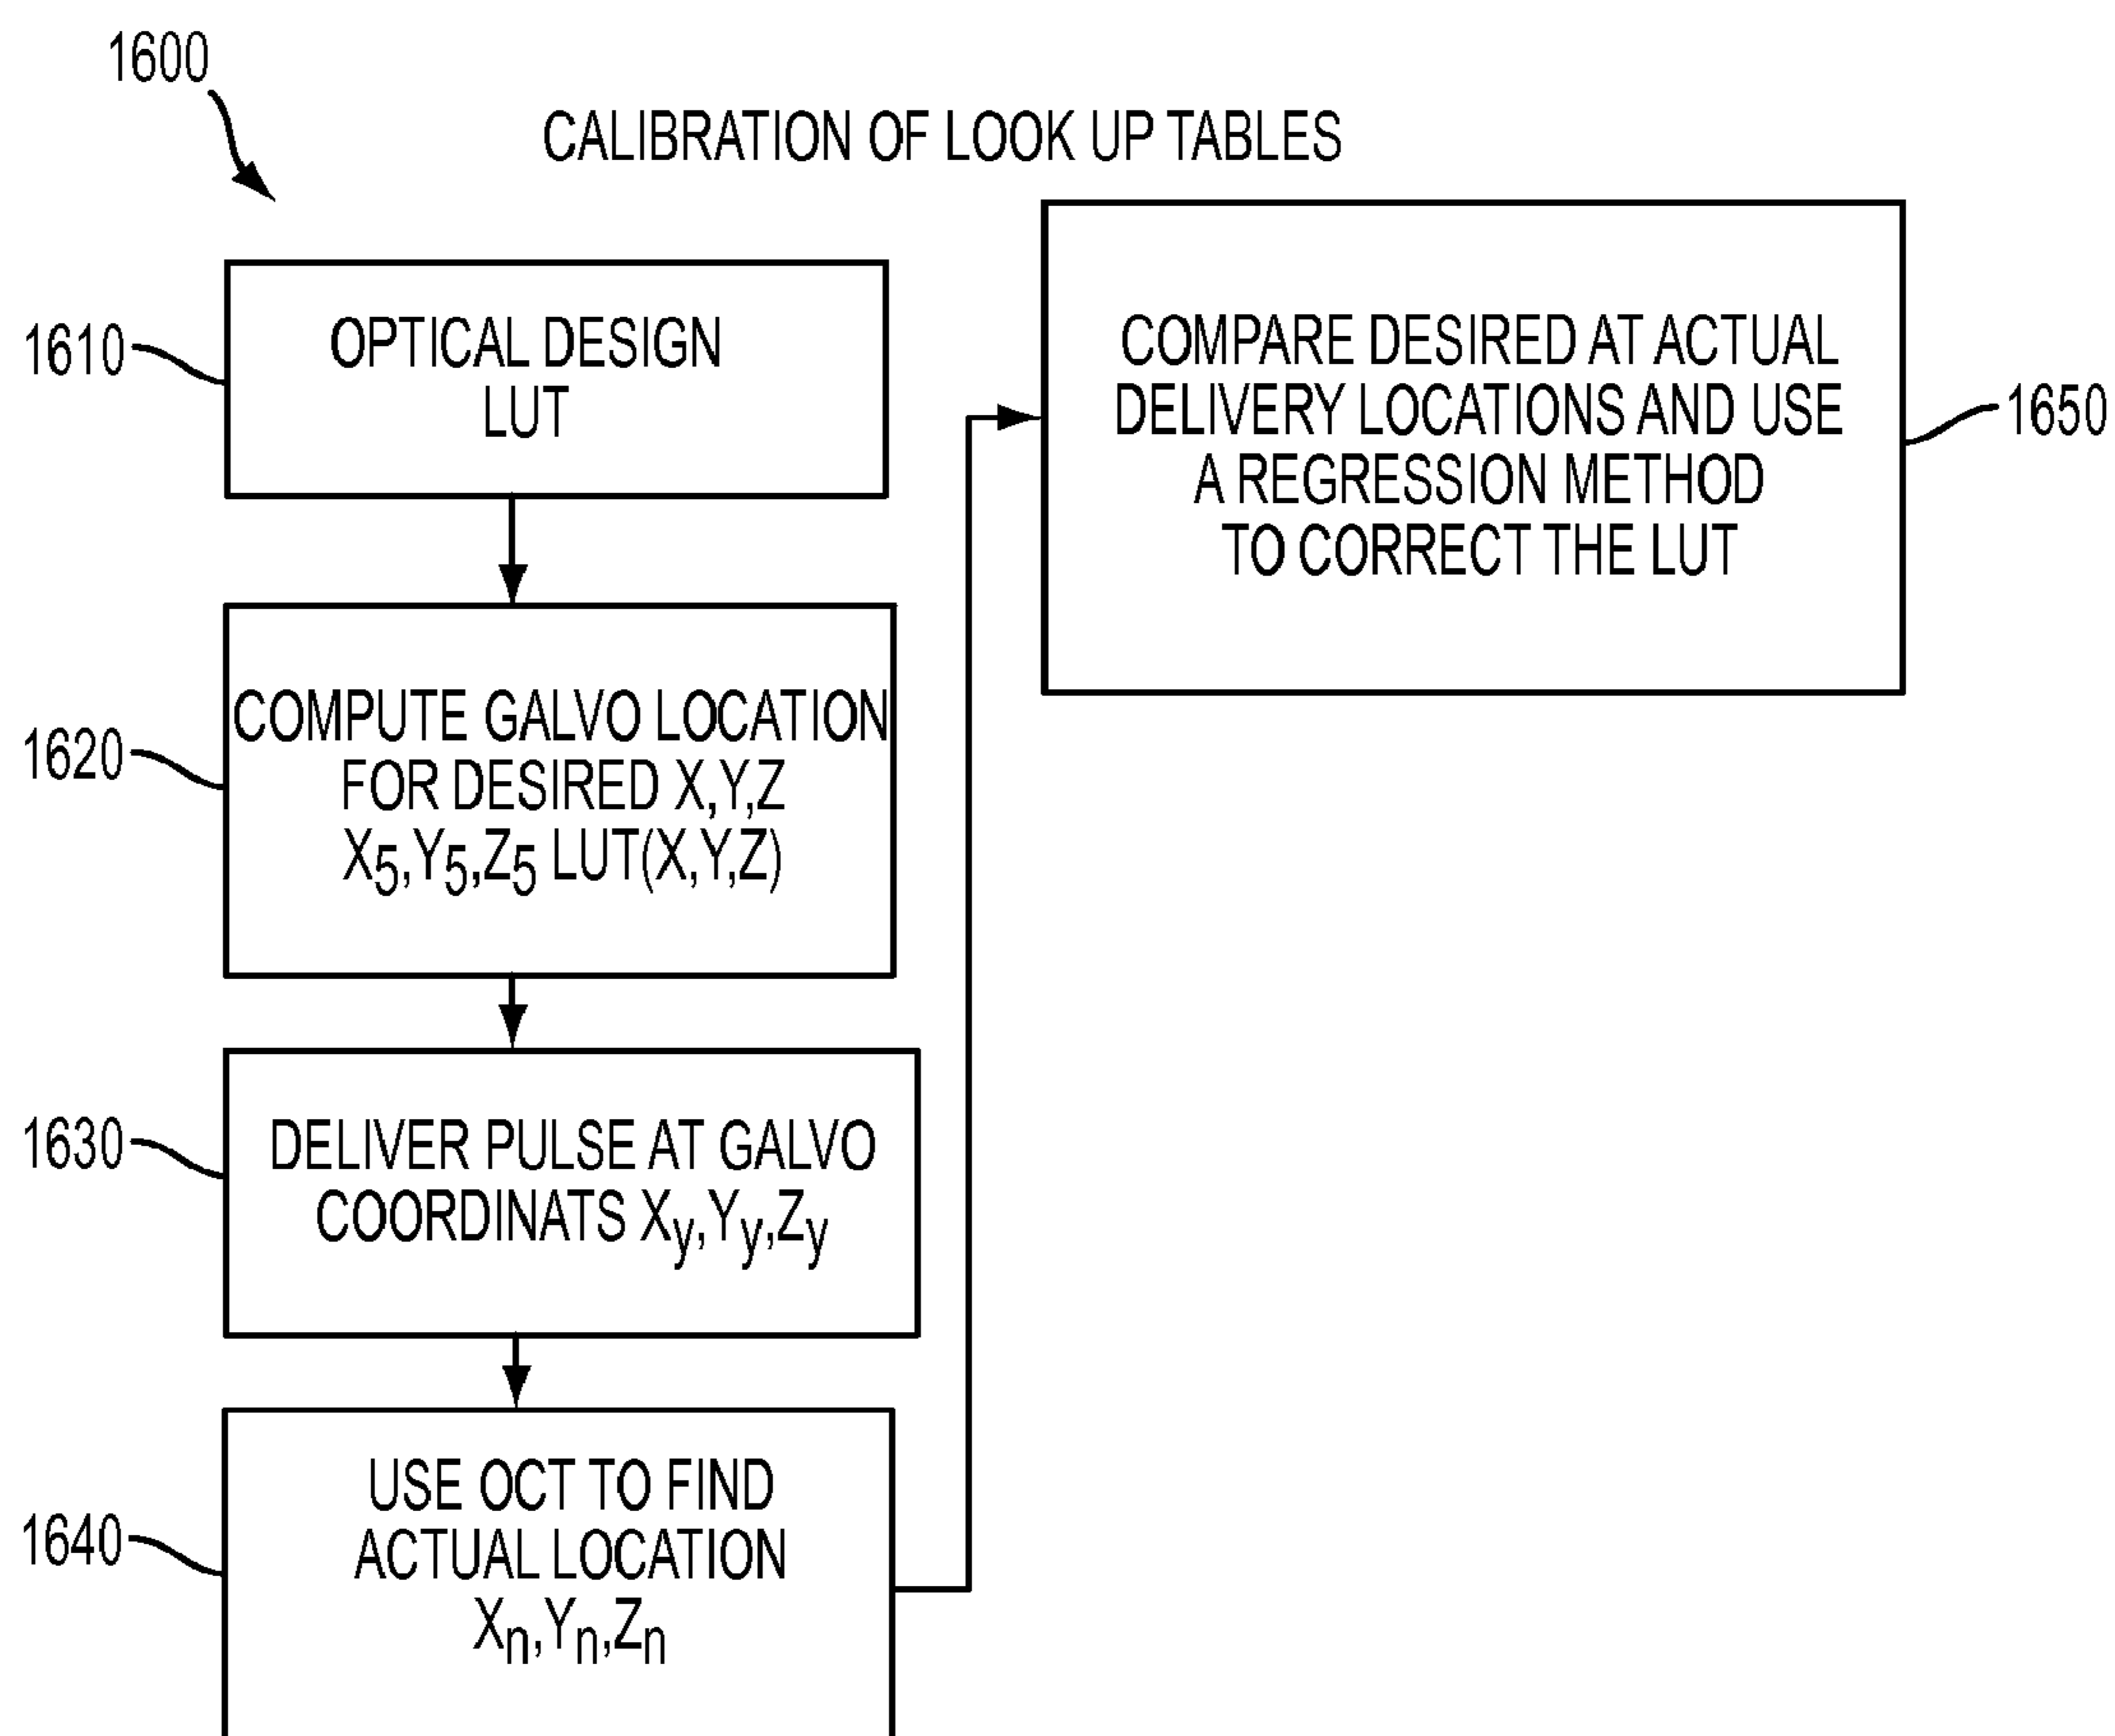 1600
CALIBRATION OF LOOK UP TABLES
1610
OPTICAL DESIGN
LUT
1620
COMPUTE GALVO LOCATION
FOR DESIRED X,Y,Z
X5,Y5,Z5 LUT(X,Y,Z)
1630
DELIVER PULSE AT GALVO
COORDINATS Xy,Yy,Zy
1640
USE OCT TO FIND
ACTUAL LOCATION
Xn,Yn,Zn
COMPARE DESIRED AT ACTUAL
DELIVERY LOCATIONS AND USE
A REGRESSION METHOD
TO CORRECT THE LUT
1650